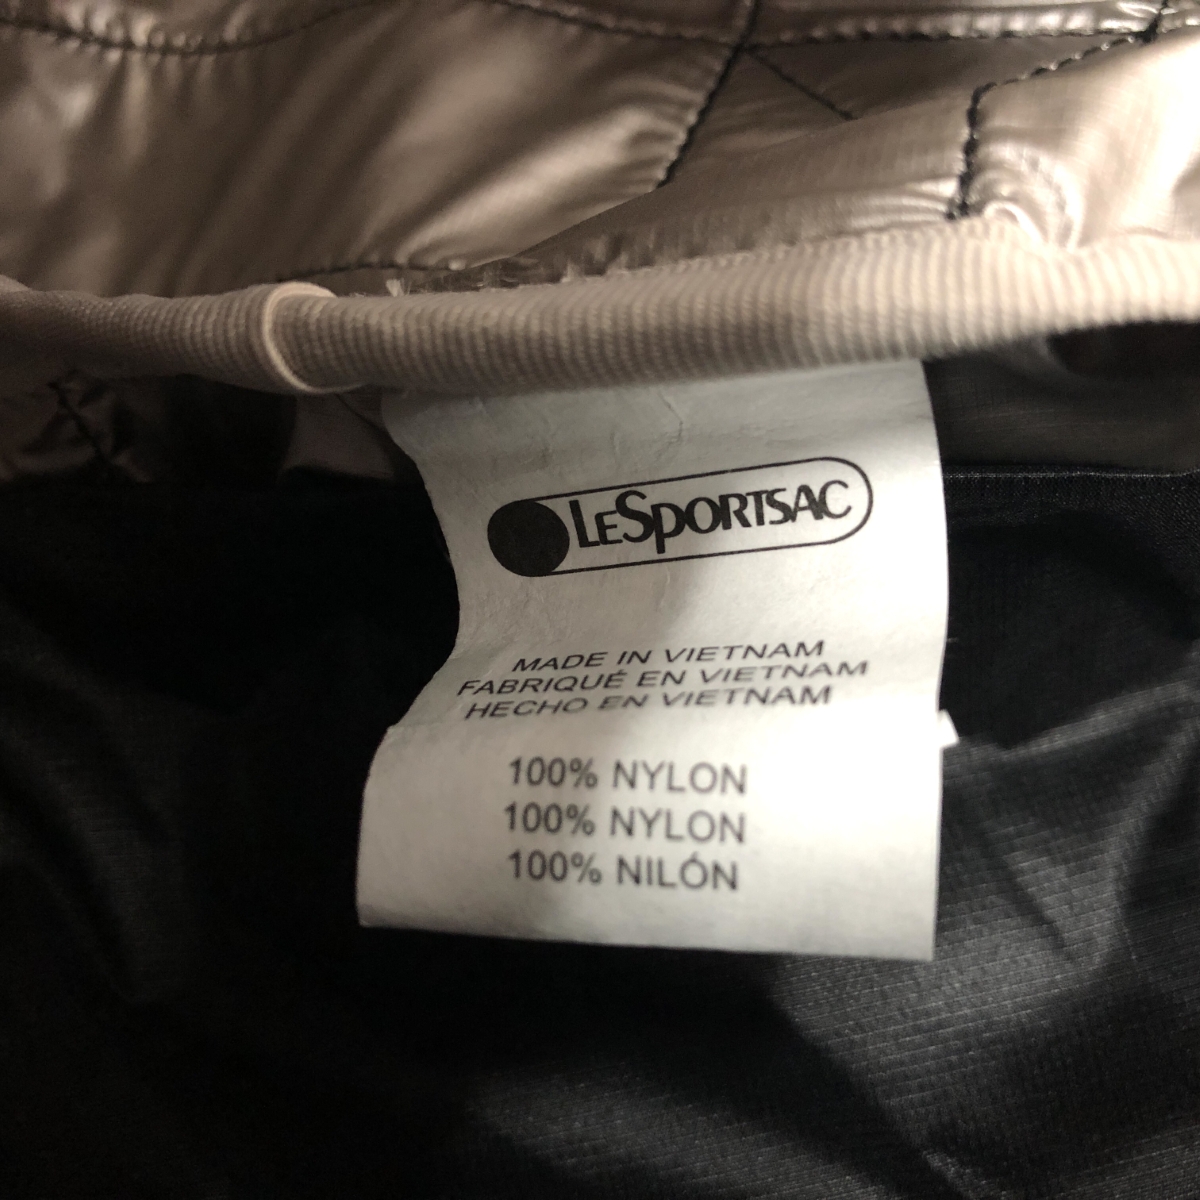 LESPORTSAC
MADE IN VIETNAM
FABRIQUÉ EN VIETNAM
HECHO EN VIETNAM
100% NYLON
100% NYLON
100% NILÓN